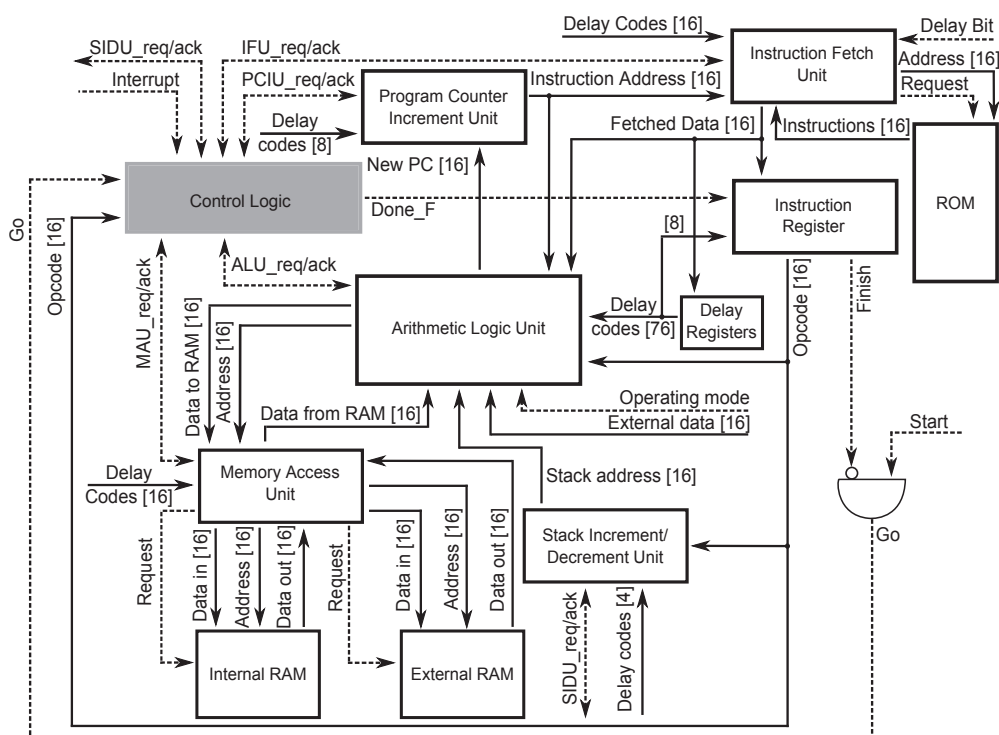 Delay Codes [16]
SIDU_req/ack
IFU_req/ack
Delay Bit
Interrupt
PCIU_req/ack
Instruction Fetch
Unit
Address [16]
Program Counter
Increment Unit
Instruction Address [16]
Request
Delay
codes [8]
Fetched Data [16]
Instructions [16]
New PC [16]
Control Logic
Done_F
Instruction
Register
ROM
Go
Opcode [16]
[8]
MAU_req/ack
ALU_req/ack
Opcode [16]
Finish
Data to RAM [16]
Address [16]
Arithmetic Logic Unit
Delay
codes [76]
Delay
Registers
Operating mode
Data from RAM [16]
External data [16]
Start
Delay
Codes [16]
Memory Access
Unit
Stack address [16]
Go
Request
Data in [16]
Address [16]
Data out [16]
Request
Data in [16]
Address [16]
Data out [16]
Stack Increment/
Decrement Unit
SIDU_req/ack
Delay codes [4]
Internal RAM
External RAM